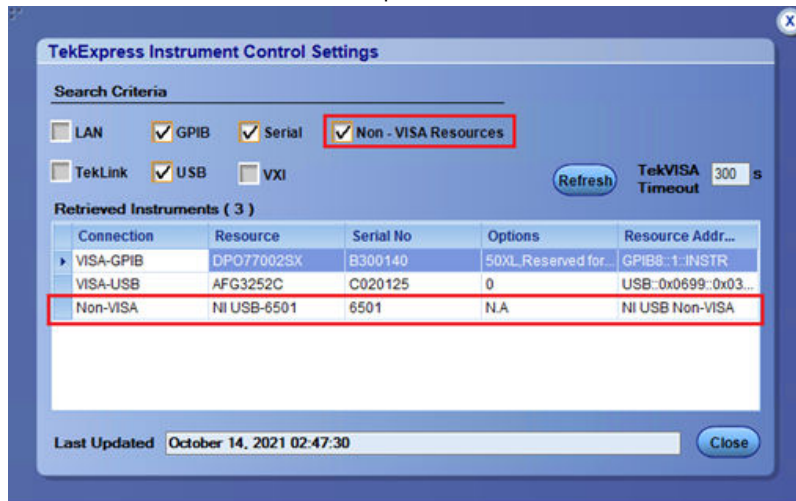 x
TekExpress Instrument Control Settings
Search Criteria
LAN GPIB Serial Non - VISA Resources
TekLink USB VXI Refresh TekVISA Timeout 300 s
Retrieved Instruments ( 3 )
Connection Resource Serial No Options Resource Addr...
VISA-GPIB DPO77002SX B300140 50XL,Reserved for... GPIB8::1::INSTR
VISA-USB AFG3252C C020125 0 USB::0x0699::0x03...
Non-VISA NI USB-6501 6501 N.A NI USB Non-VISA
Last Updated October 14, 2021 02:47:30 Close